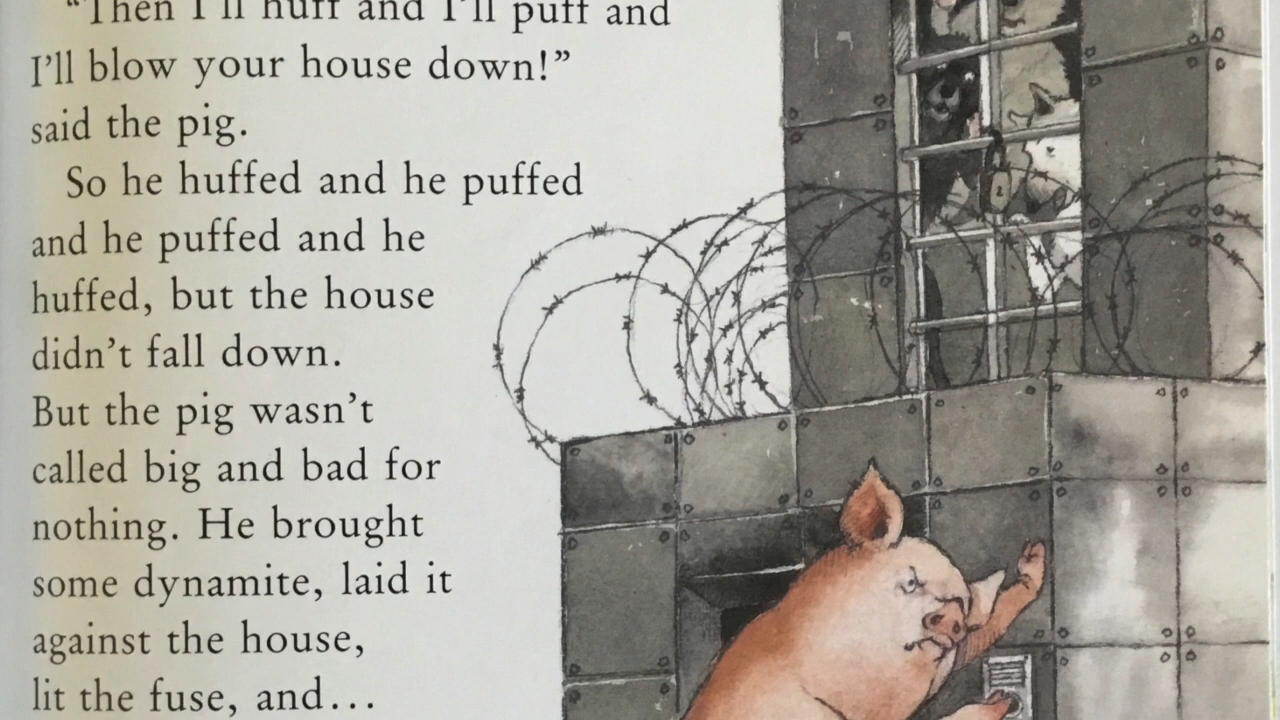 “Then I’ll huff and I’ll puff and
I’ll blow your house down!”
said the pig.
So he huffed and he puffed
and he puffed and he
huffed, but the house
didn’t fall down.
But the pig wasn’t
called big and bad for
nothing. He brought
some dynamite, laid it
against the house,
lit the fuse, and...
2